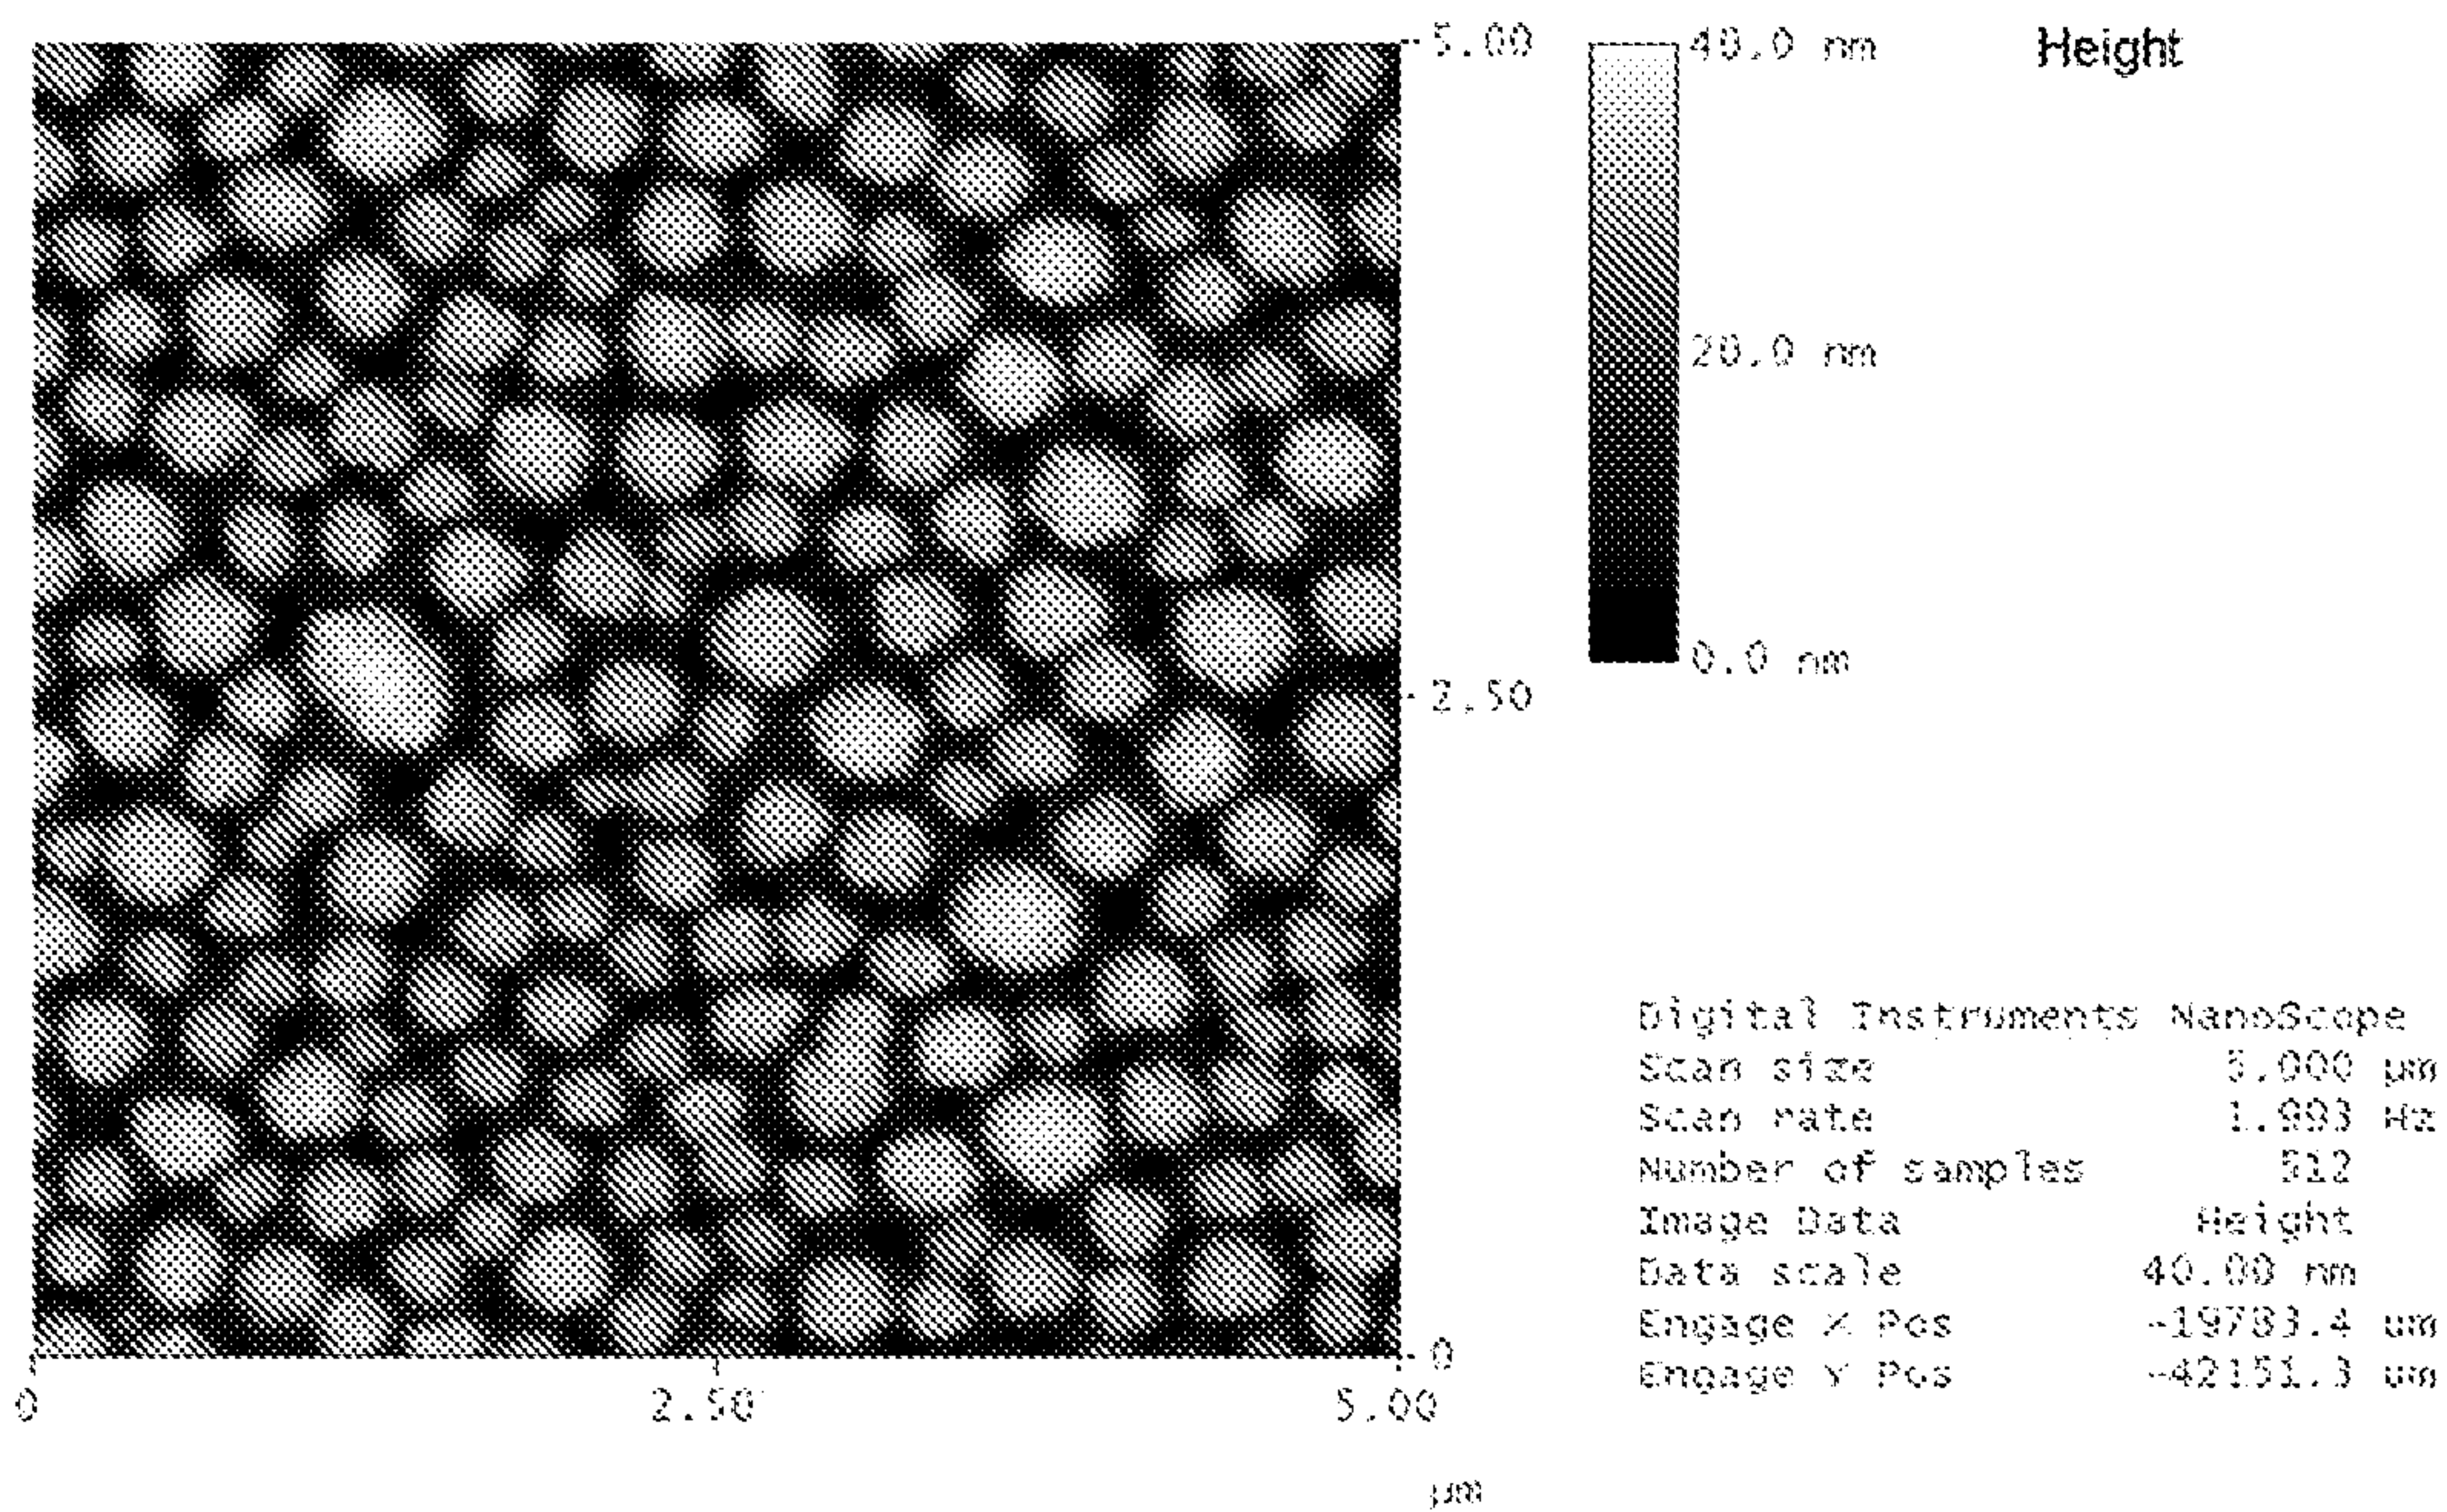 Height
5.00
2.50
0
0 2.50 5.00
µm
40.0 nm
20.0 nm
0.0 nm
Digital Instruments NanoScope
Scan size 5.000 µm
Scan rate 1.993 Hz
Number of samples 512
Image Data Height
Data scale 40.00 nm
Engage X Pos -19783.4 um
Engage Y Pos -42151.3 um